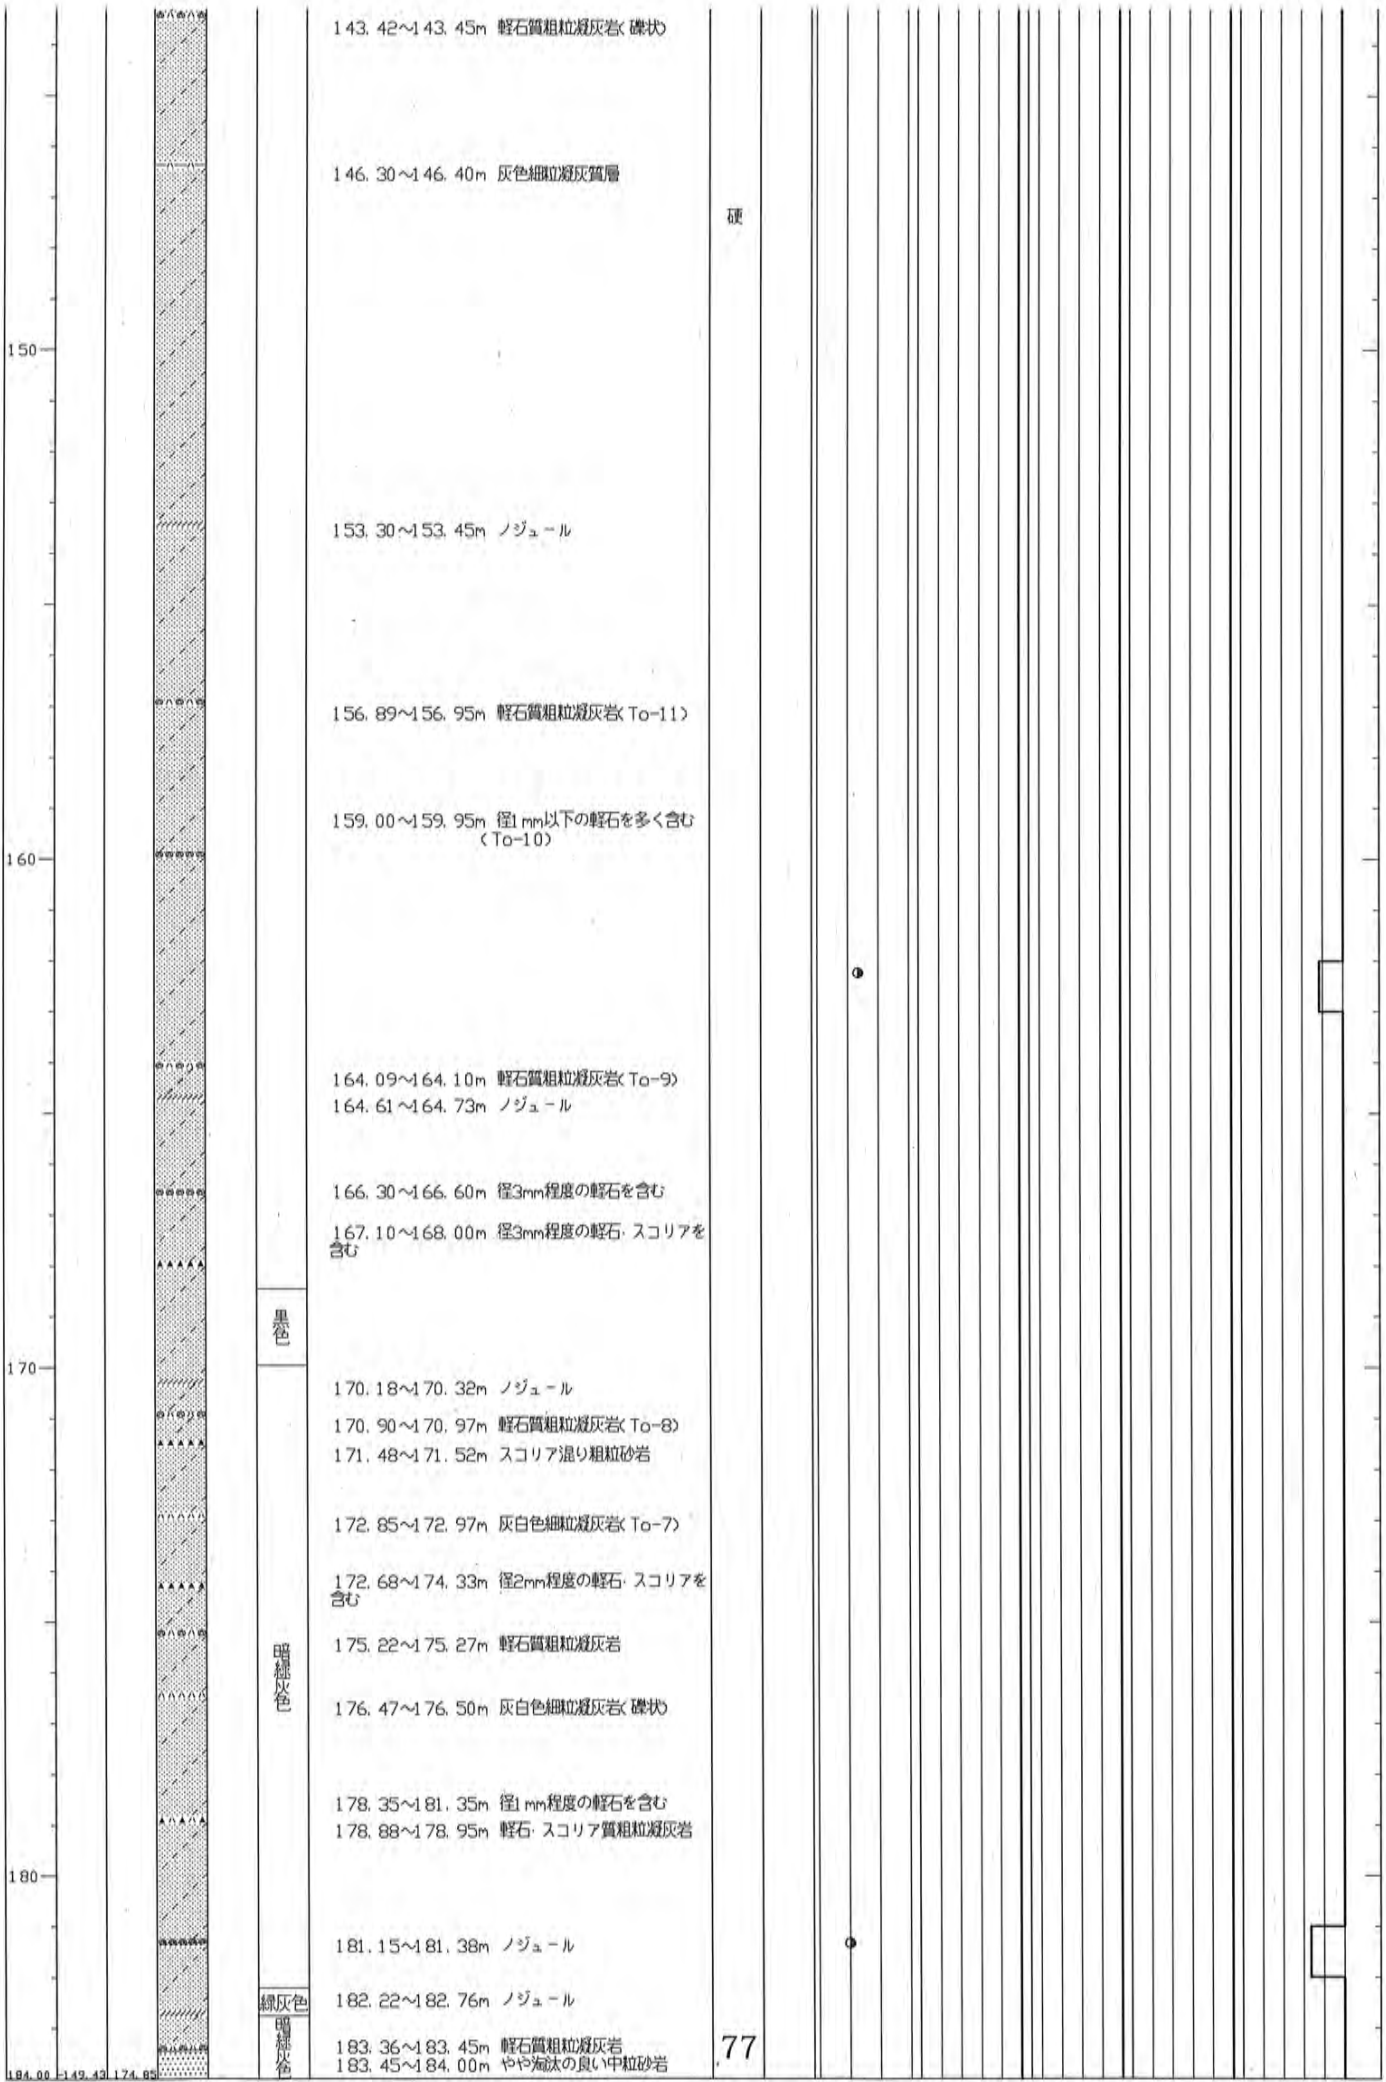 143.42~143.45m 軽石質粗粒凝灰岩(礫状)
146.30~146.40m 灰色細粒凝灰質層
硬
150
153.30~153.45m ノジュール
156.89~156.95m 軽石質粗粒凝灰岩(To-11)
159.00~159.95m 径1mm以下の軽石を多く含む
(To-10)
160
164.09~164.10m 軽石質粗粒凝灰岩(To-9)
164.61~164.73m ノジュール
166.30~166.60m 径3mm程度の軽石を含む
167.10~168.00m 径3mm程度の軽石・スコリアを
含む
黒色
170
170.18~170.32m ノジュール
170.90~170.97m 軽石質粗粒凝灰岩(To-8)
171.48~171.52m スコリア混り粗粒砂岩
172.85~172.97m 灰白色細粒凝灰岩(To-7)
172.68~174.33m 径2mm程度の軽石・スコリアを
含む
175.22~175.27m 軽石質粗粒凝灰岩
暗緑灰色
176.47~176.50m 灰白色細粒凝灰岩(礫状)
178.35~181.35m 径1mm程度の軽石を含む
178.88~178.95m 軽石・スコリア質粗粒凝灰岩
180
181.15~181.38m ノジュール
緑灰色
182.22~182.76m ノジュール
暗緑灰色
183.36~183.45m 軽石質粗粒凝灰岩
183.45~184.00m やや淘汰の良い中粒砂岩
77
184.00 -149.43 174.85